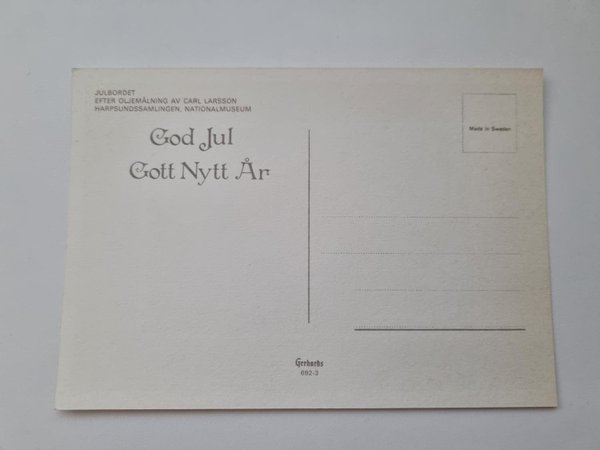 JULBORDET
EFTER OLJEMÅLNING AV CARL LARSSON
HARPSUNDSSAMLINGEN, NATIONALMUSEUM
God Jul
Gott Nytt År
Made in Sweden
Gerhards
692-3